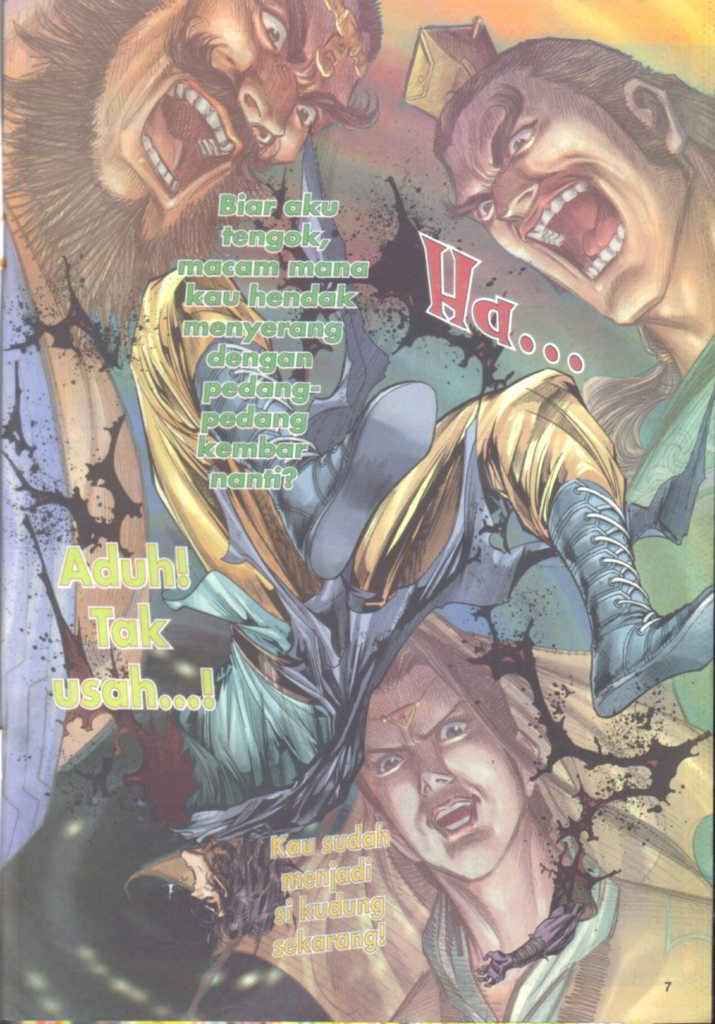 Biar aku
tengok,
macam mana
kau hendak
menyerang
dengan
pedang-
pedang
kembar
nanti?
Ha...
Aduh!
Tak
usah...!
Kau sudah
menjadi
si kudung
sekarang!
7